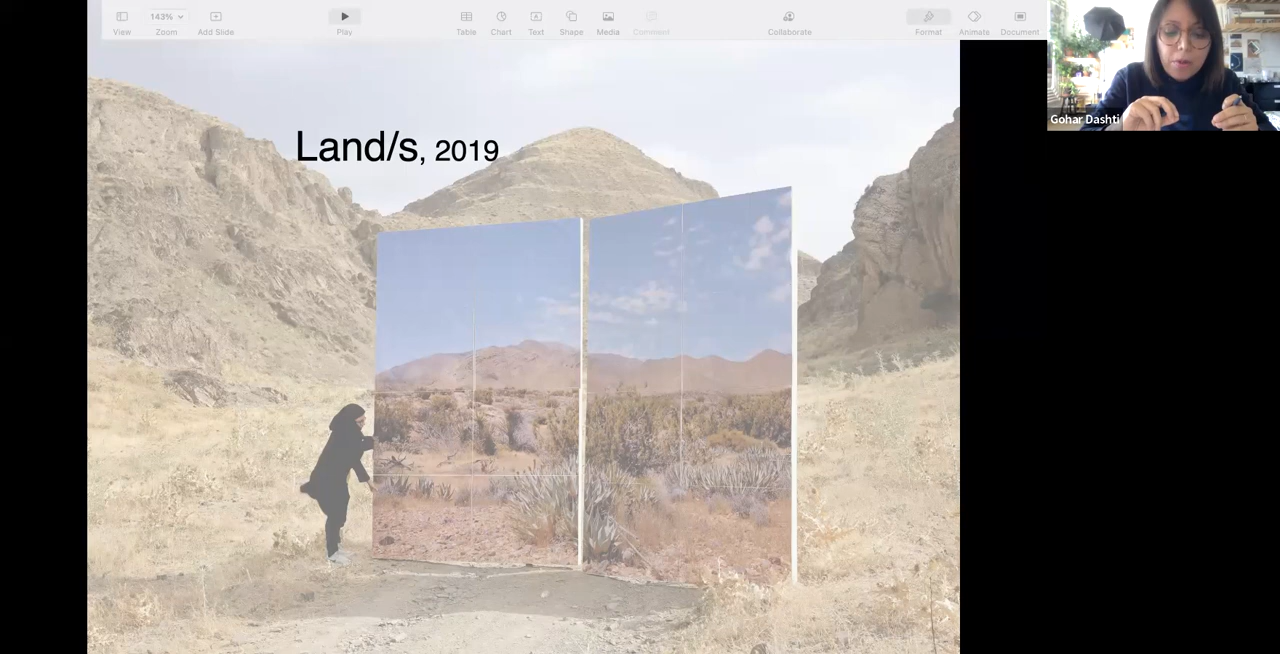 143%
View
Zoom
Add Slide
Play
Table
Chart
Text
Shape
Media
Comment
Collaborate
Format
Animate
Document
Gohar Dashti
Land/s, 2019